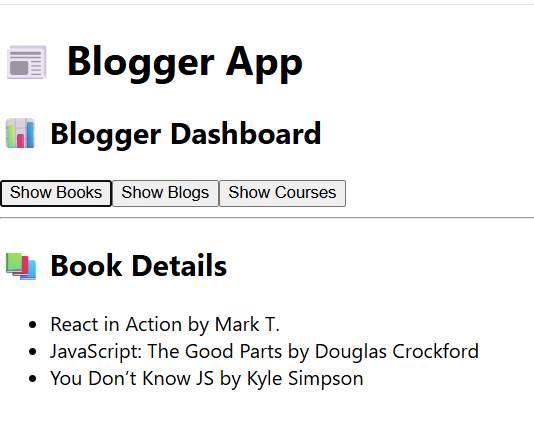 Blogger App
Blogger Dashboard
Show Books Show Blogs Show Courses
Book Details
• React in Action by Mark T.
• JavaScript: The Good Parts by Douglas Crockford
• You Don’t Know JS by Kyle Simpson